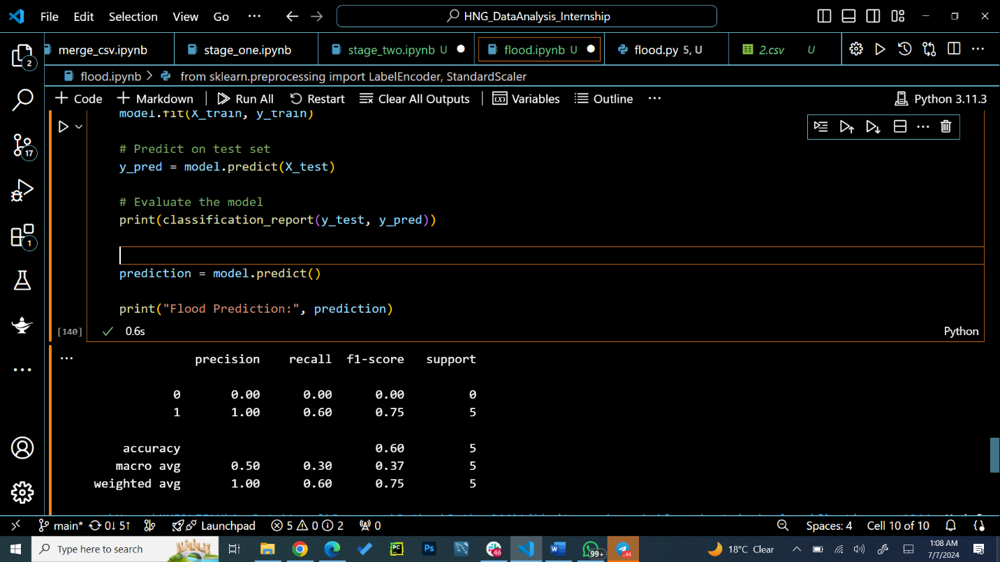 File Edit Selection View Go ··· HNG_DataAnalysis_Internship
2 merge_csv.ipynb stage_one.ipynb stage_two.ipynb U flood.ipynb U flood.py 5, U 2.csv U
flood.ipynb > from sklearn.preprocessing import LabelEncoder, StandardScaler
+ Code + Markdown Run All Restart Clear All Outputs Variables Outline ··· Python 3.11.3
model.fit(X_train, y_train)
# Predict on test set
17
y_pred = model.predict(X_test)
# Evaluate the model
print(classification_report(y_test, y_pred))
1
prediction = model.predict()
print("Flood Prediction:", prediction)
[140] 0.6s Python
precision recall f1-score support
0 0.00 0.00 0.00 0
1 1.00 0.60 0.75 5
accuracy 0.60 5
macro avg 0.50 0.30 0.37 5
weighted avg 1.00 0.60 0.75 5
main* 0↓ 5↑ Launchpad 5 0 2 0 Spaces: 4 Cell 10 of 10
Type here to search PC Ps 46 W 99+ 18°C Clear 1:08 AM
7/7/2024